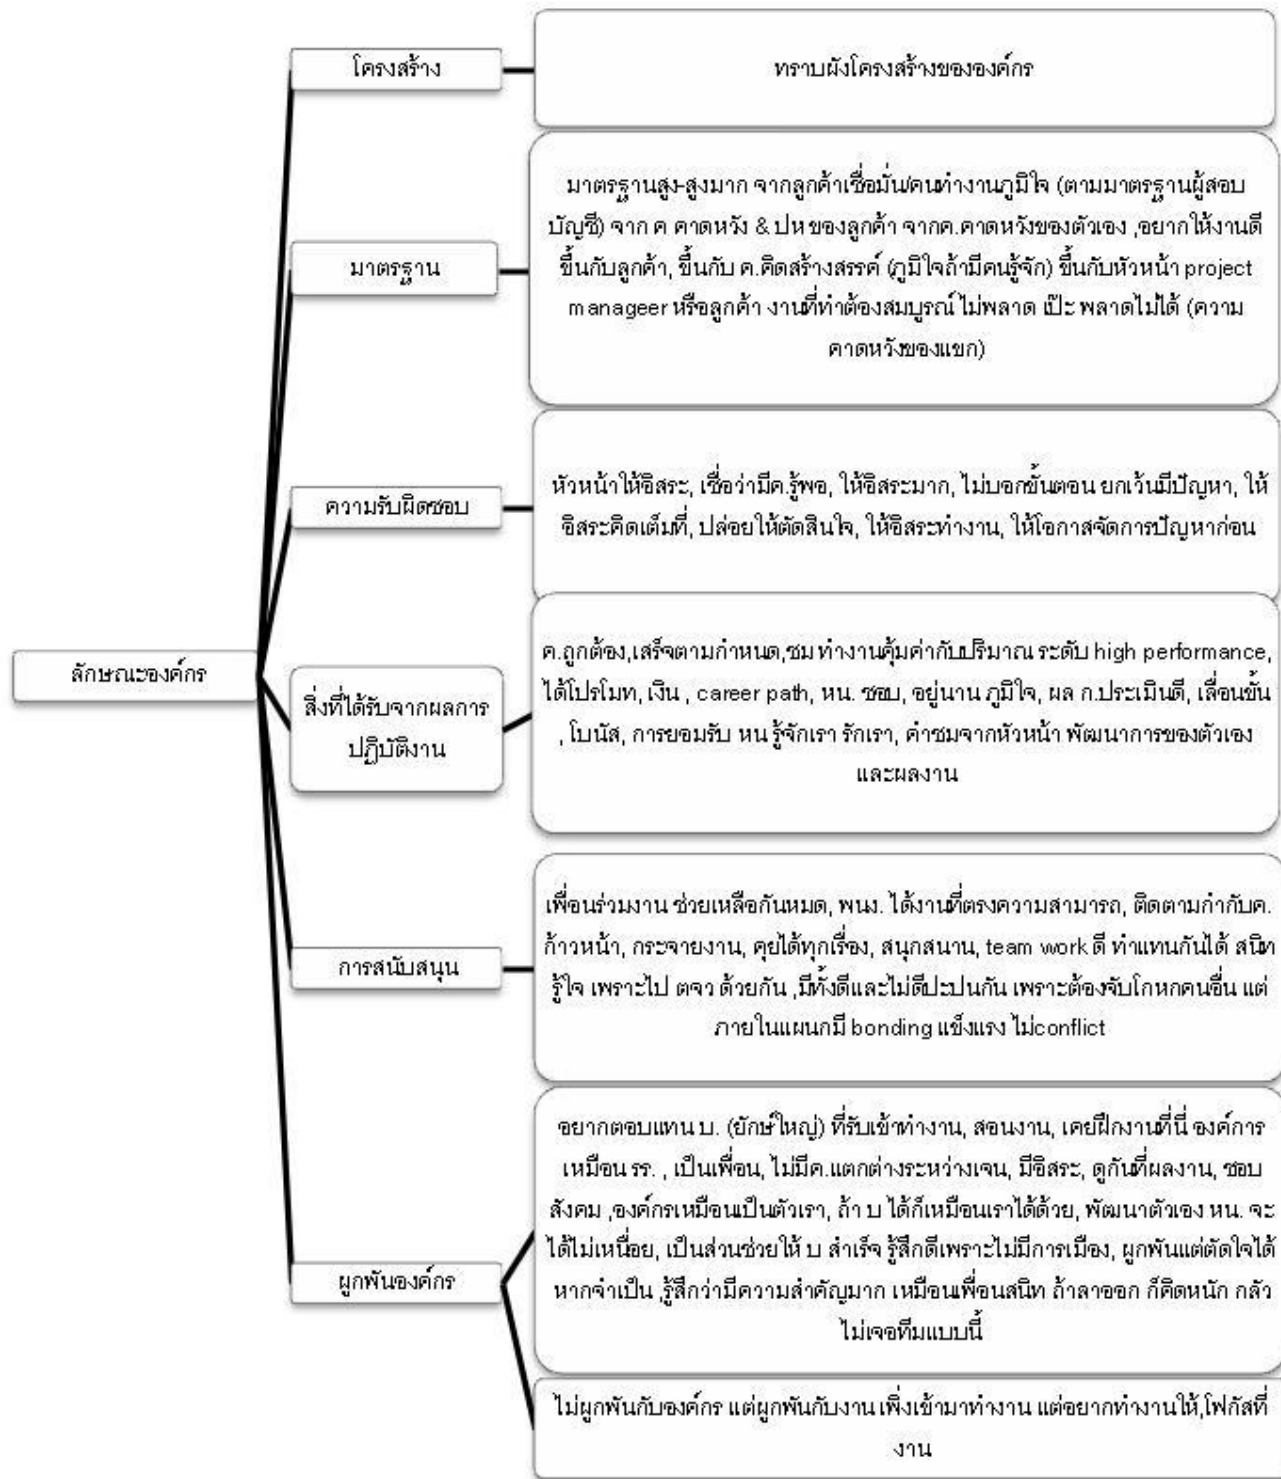 โครงสร้าง
ทราบผังโครงสร้างขององค์กร
มาตรฐาน
มาตรฐานสูง-สูงมาก จากลูกค้าเชื่อมั่น/คนทำงานภูมิใจ (ตามมาตรฐานผู้สอบ
บัญชี) จาก ค คาดหวัง & ปห ของลูกค้า จากค.คาดหวังของตัวเอง ,อยากให้งานดี
ขึ้นกับลูกค้า, ขึ้นกับ ค.คิดสร้างสรรค์ (ภูมิใจถ้ามีคนรู้จัก) ขึ้นกับหัวหน้า project
manageer หรือลูกค้า งานที่ทำต้องสมบูรณ์ ไม่พลาด เป๊ะ พลาดไม่ได้ (ความ
คาดหวังของแขก)
ความรับผิดชอบ
หัวหน้าให้อิสระ, เชื่อว่ามีค.รู้พอ, ให้อิสระมาก, ไม่บอกขั้นตอน ยกเว้นมีปัญหา, ให้
อิสระคิดเต็มที่, ปล่อยให้ตัดสินใจ, ให้อิสระทำงาน, ให้โอกาสจัดการปัญหาก่อน
ลักษณะองค์กร
สิ่งที่ได้รับจากผลการ
ปฏิบัติงาน
ค.ถูกต้อง,เสร็จตามกำหนด,ชม ทำงานคุ้มค่ากับปริมาณ ระดับ high performance,
ได้โปรโมท, เงิน , career path, หน. ชอบ, อยู่นาน ภูมิใจ, ผล ก.ประเมินดี, เลื่อนขั้น
, โบนัส, การยอมรับ หน รู้จักเรา รักเรา, คำชมจากหัวหน้า พัฒนาการของตัวเอง
และผลงาน
การสนับสนุน
เพื่อนร่วมงาน ช่วยเหลือกันหมด, พนง. ได้งานที่ตรงความสามารถ, ติดตามกำกับค.
ก้าวหน้า, กระจายงาน, คุยได้ทุกเรื่อง, สนุกสนาน, team work ดี ทำแทนกันได้ สนิท
รู้ใจ เพราะไป ตจว ด้วยกัน ,มีทั้งดีและไม่ดีปะปนกัน เพราะต้องจับโกหกคนอื่น แต่
ภายในแผนกมี bonding แข็งแรง ไม่conflict
ผูกพันองค์กร
อยากตอบแทน บ. (ยักษ์ใหญ่) ที่รับเข้าทำงาน, สอนงาน, เคยฝึกงานที่นี่ องค์การ
เหมือน รร. , เป็นเพื่อน, ไม่มีค.แตกต่างระหว่างเจน, มีอิสระ, ดูกันที่ผลงาน, ชอบ
สังคม ,องค์กรเหมือนเป็นตัวเรา, ถ้า บ ได้ก็เหมือนเราได้ด้วย, พัฒนาตัวเอง หน. จะ
ได้ไม่เหนื่อย, เป็นส่วนช่วยให้ บ สำเร็จ รู้สึกดีเพราะไม่มีการเมือง, ผูกพันแต่ตัดใจได้
หากจำเป็น ,รู้สึกว่ามีความสำคัญมาก เหมือนเพื่อนสนิท ถ้าลาออก ก็คิดหนัก กลัว
ไม่เจอทีมแบบนี้
ไม่ผูกพันกับองค์กร แต่ผูกพันกับงาน เพิ่งเข้ามาทำงาน แต่อยากทำงานให้,โฟกัสที่
งาน